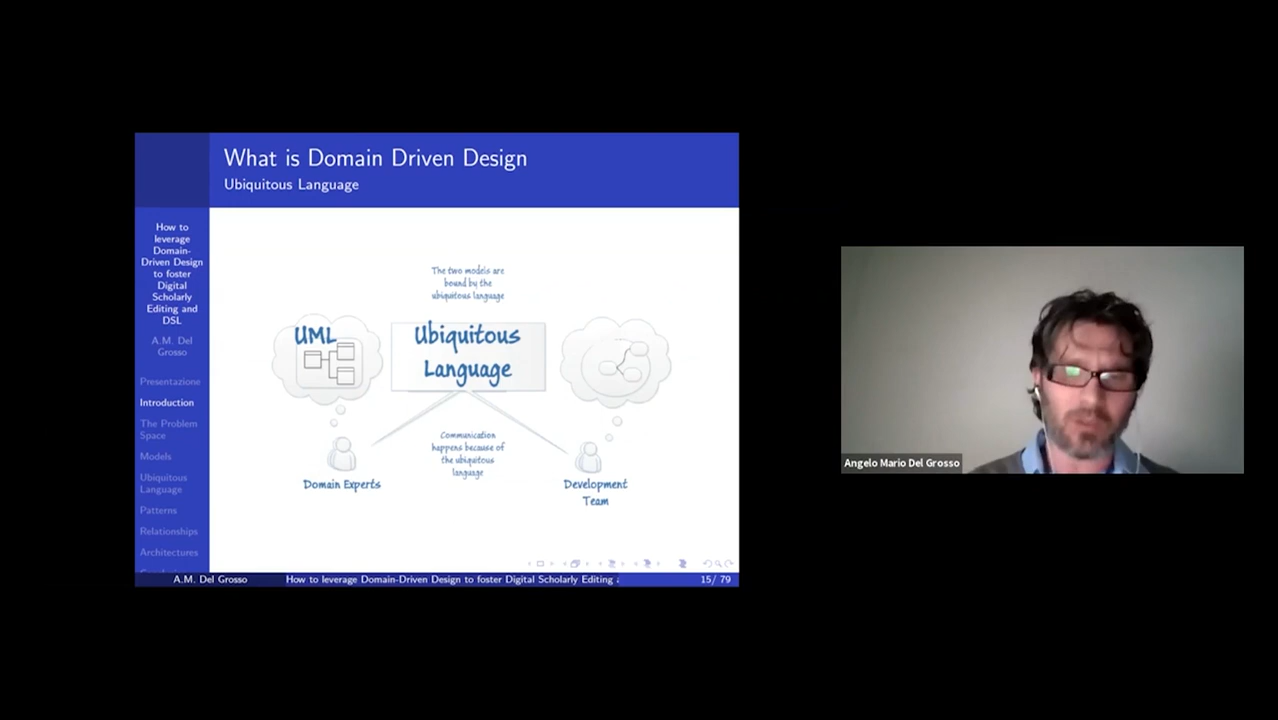 What is Domain Driven Design
Ubiquitous Language
How to
leverage
Domain-
Driven Design
to foster
Digital
Scholarly
Editing and
DSL
A.M. Del
Grosso
Presentazione
Introduction
The Problem
Space
Models
Ubiquitous
Language
Patterns
Relationships
Architectures
The two models are
bound by the
ubiquitous language
UML
Ubiquitous
Language
Communication
happens because of
the ubiquitous
language
Domain Experts
Development
Team
A.M. Del Grosso
How to leverage Domain-Driven Design to foster Digital Scholarly Editing
15/ 79
Angelo Mario Del Grosso